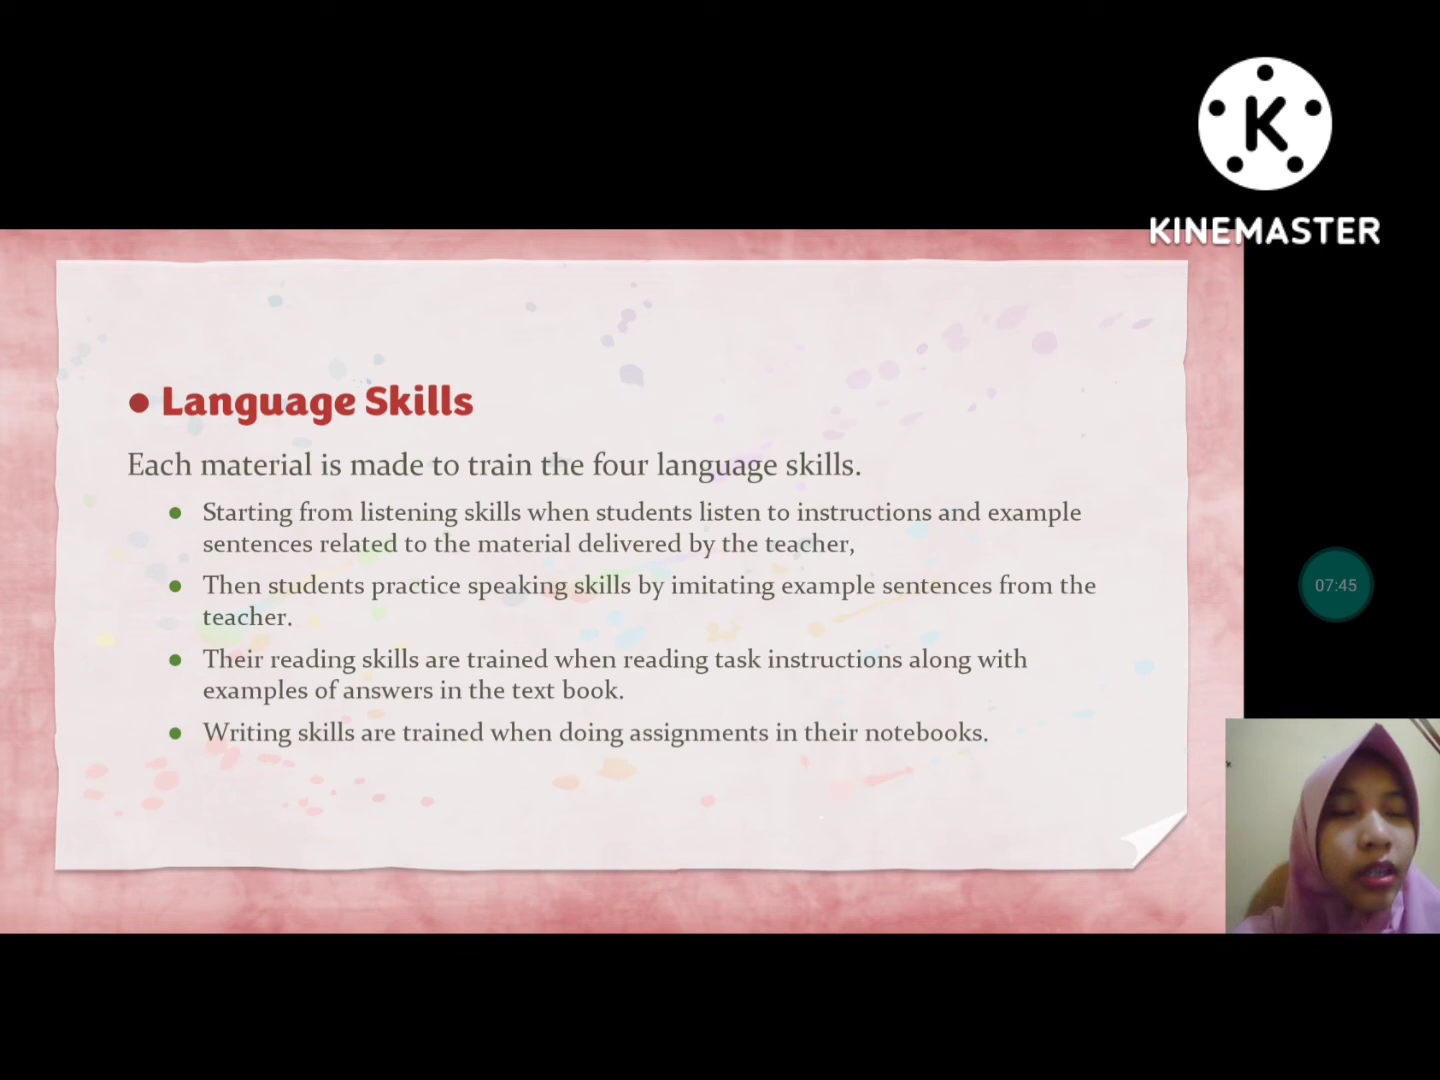 K
KINEMASTER
Language Skills
Each material is made to train the four language skills.
Starting from listening skills when students listen to instructions and example
sentences related to the material delivered by the teacher,
Then students practice speaking skills by imitating example sentences from the
teacher.
Their reading skills are trained when reading task instructions along with
examples of answers in the text book.
Writing skills are trained when doing assignments in their notebooks.
07:45